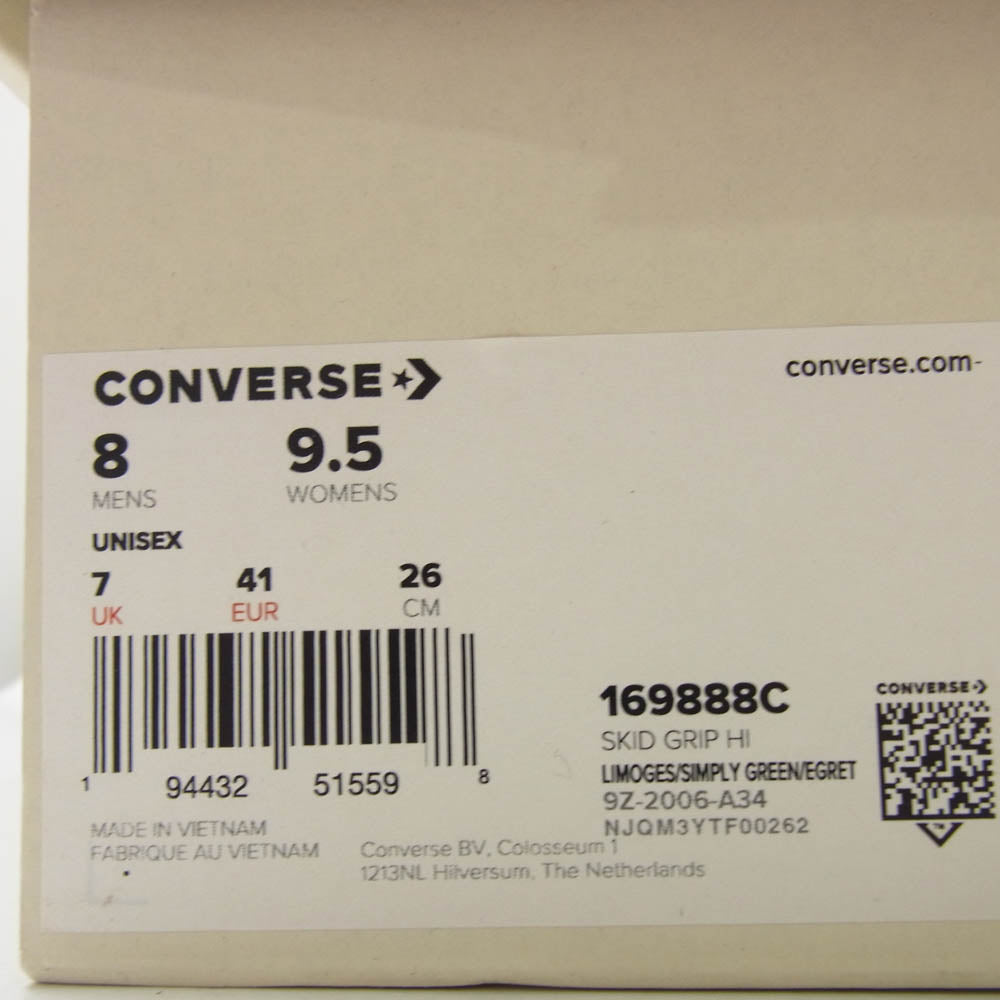 CONVERSE
converse.com-
8 9.5
MENS WOMENS
UNISEX
7 41 26
UK EUR CM
1 94432 51559 8
169888C
SKID GRIP HI
LIMOGES/SIMPLY GREEN/EGRET
9Z-2006-A34
NJQM3YTF00262
CONVERSE
TM
MADE IN VIETNAM
FABRIQUE AU VIETNAM
Converse BV, Colosseum 1
1213NL Hilversum, The Netherlands